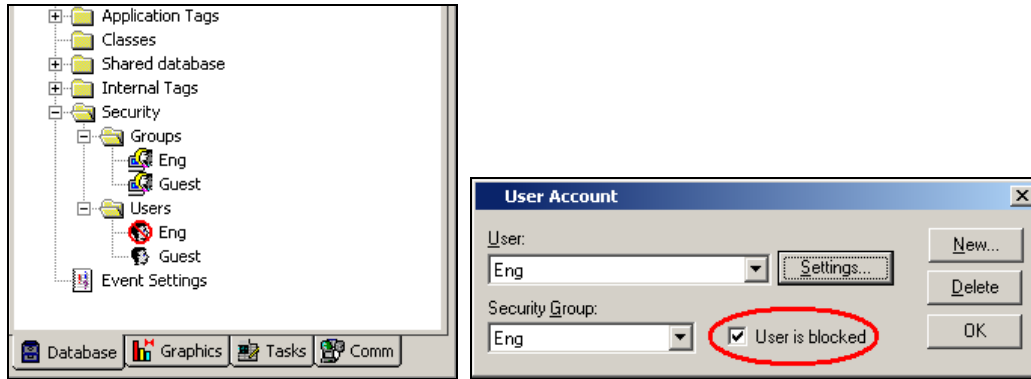 Application Tags
Classes
Shared database
Internal Tags
Security
Groups
Eng
Guest
Users
Eng
Guest
Event Settings
Database Graphics Tasks Comm
User Account
User:
New...
Eng
Settings...
Delete
Security Group:
Eng
User is blocked
OK